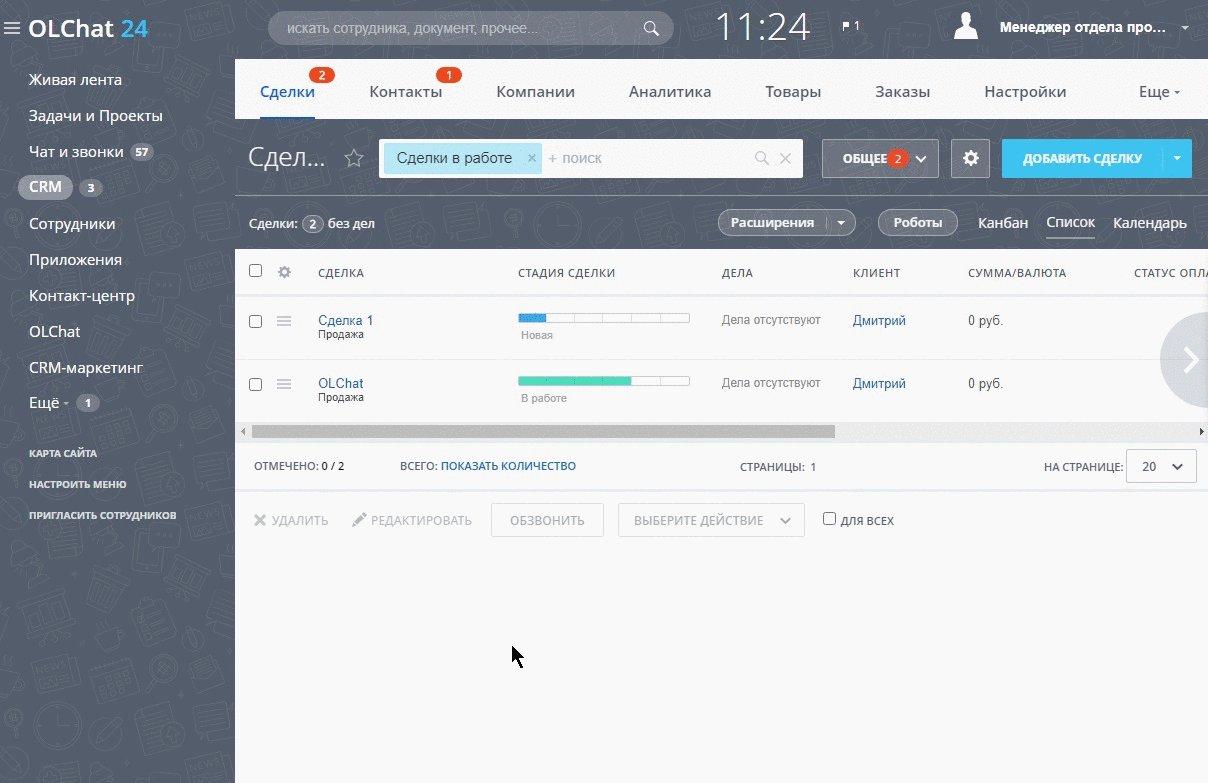 OLChat 24
искать сотрудника, документ, прочее...
11:24
1
Менеджер отдела про...
Живая лента
Задачи и Проекты
Чат и звонки 57
CRM 3
Сотрудники
Приложения
Контакт-центр
OLChat
CRM-маркетинг
Ещё 1
КАРТА САЙТА
НАСТРОИТЬ МЕНЮ
ПРИГЛАСИТЬ СОТРУДНИКОВ
2 1
Сделки Контакты Компании Аналитика Товары Заказы Настройки Еще
Сдел... Сделки в работе × + поиск ОБЩЕЕ 2 ДОБАВИТЬ СДЕЛКУ
Сделки: 2 без дел Расширения Роботы Канбан Список Календарь
СДЕЛКА СТАДИЯ СДЕЛКИ ДЕЛА КЛИЕНТ СУММА/ВАЛЮТА СТАТУС ОПЛА
Сделка 1 Дела отсутствуют Дмитрий 0 руб.
Продажа Новая
OLChat Дела отсутствуют Дмитрий 0 руб.
Продажа В работе
ОТМЕЧЕНО: 0 / 2 ВСЕГО: ПОКАЗАТЬ КОЛИЧЕСТВО СТРАНИЦЫ: 1 НА СТРАНИЦЕ: 20
УДАЛИТЬ РЕДАКТИРОВАТЬ ОБЗВОНИТЬ ВЫБЕРИТЕ ДЕЙСТВИЕ ДЛЯ ВСЕХ